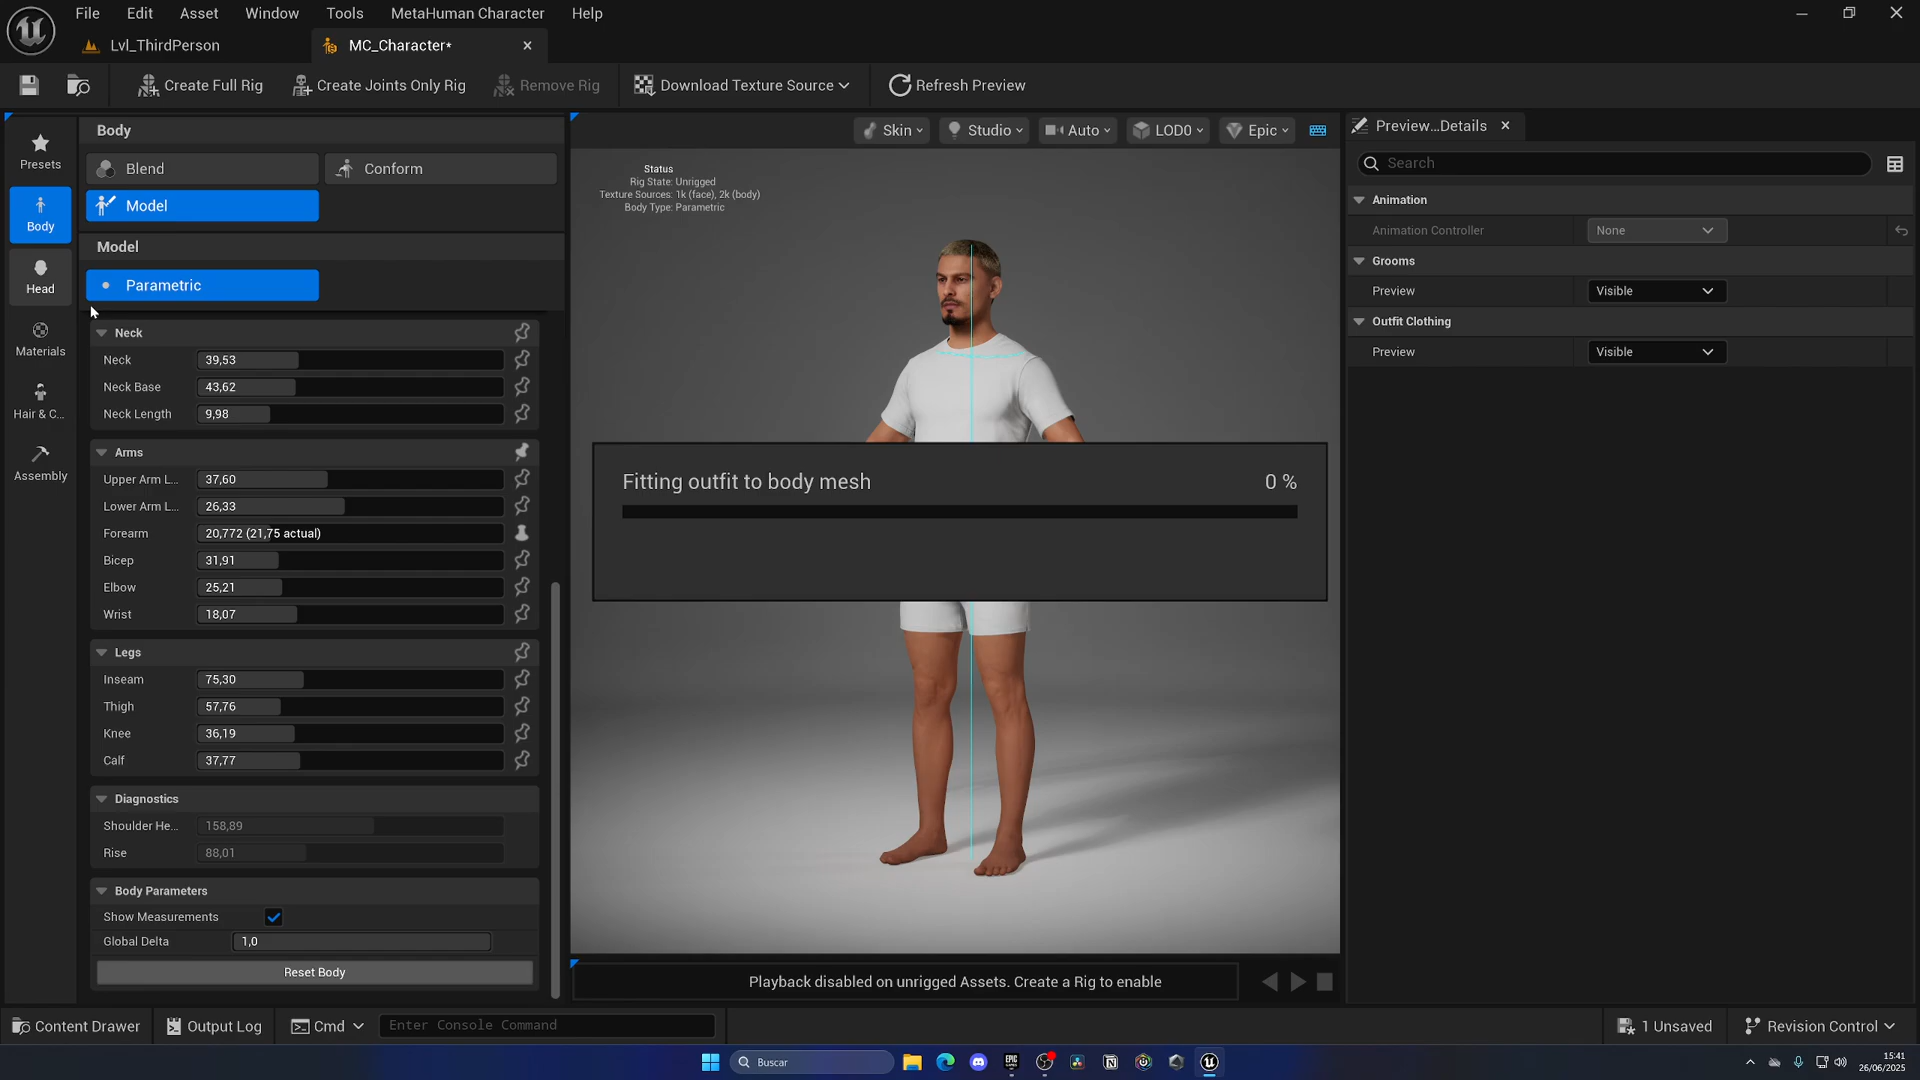 File Edit Asset Window Tools MetaHuman Character Help
Lvl_ThirdPerson
MC_Character*
Create Full Rig
Create Joints Only Rig
Remove Rig
Download Texture Source
Refresh Preview
Presets
Body
Head
Materials
Hair & C...
Assembly
Body
Blend
Conform
Model
Model
Parametric
Neck
Neck 39,53
Neck Base 43,62
Neck Length 9,98
Arms
Upper Arm L... 37,60
Lower Arm L... 26,33
Forearm 20,772 (21,75 actual)
Bicep 31,91
Elbow 25,21
Wrist 18,07
Legs
Inseam 75,30
Thigh 57,76
Knee 36,19
Calf 37,77
Diagnostics
Shoulder He... 158,89
Rise 88,01
Body Parameters
Show Measurements
Global Delta 1,0
Reset Body
Skin
Studio
Auto
LOD0
Epic
Status
Rig State: Unrigged
Texture Sources: 1k (face), 2k (body)
Body Type: Parametric
Fitting outfit to body mesh 0 %
Playback disabled on unrigged Assets. Create a Rig to enable
Preview...Details
Search
Animation
Animation Controller None
Grooms
Preview Visible
Outfit Clothing
Preview Visible
Content Drawer
Output Log
Cmd
Enter Console Command
1 Unsaved
Revision Control
Buscar
EPIC
15:41
26/06/2025